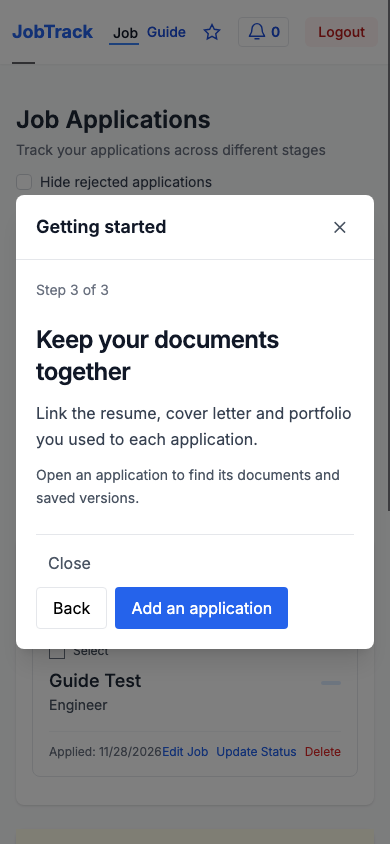 JobTrack Job Guide 0 Logout
Job Applications
Track your applications across different stages
Hide rejected applications
Getting started
Step 3 of 3
Keep your documents
together
Link the resume, cover letter and portfolio
you used to each application.
Open an application to find its documents and
saved versions.
Close
Back Add an application
Select
Guide Test
Engineer
Applied: 11/28/2026 Edit Job Update Status Delete